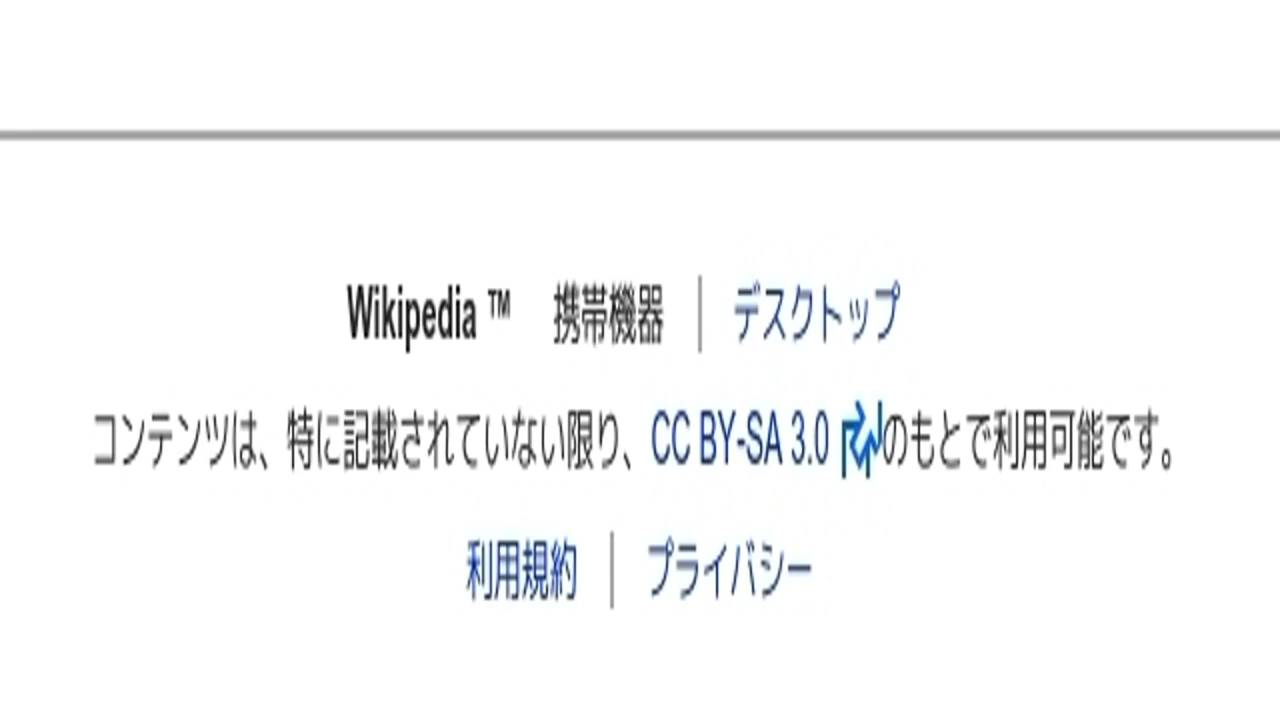 Wikipedia ™ 携帯機器 | デスクトップ
コンテンツは、特に記載されていない限り、CC BY-SA 3.0 のもとで利用可能です。
利用規約 | プライバシー